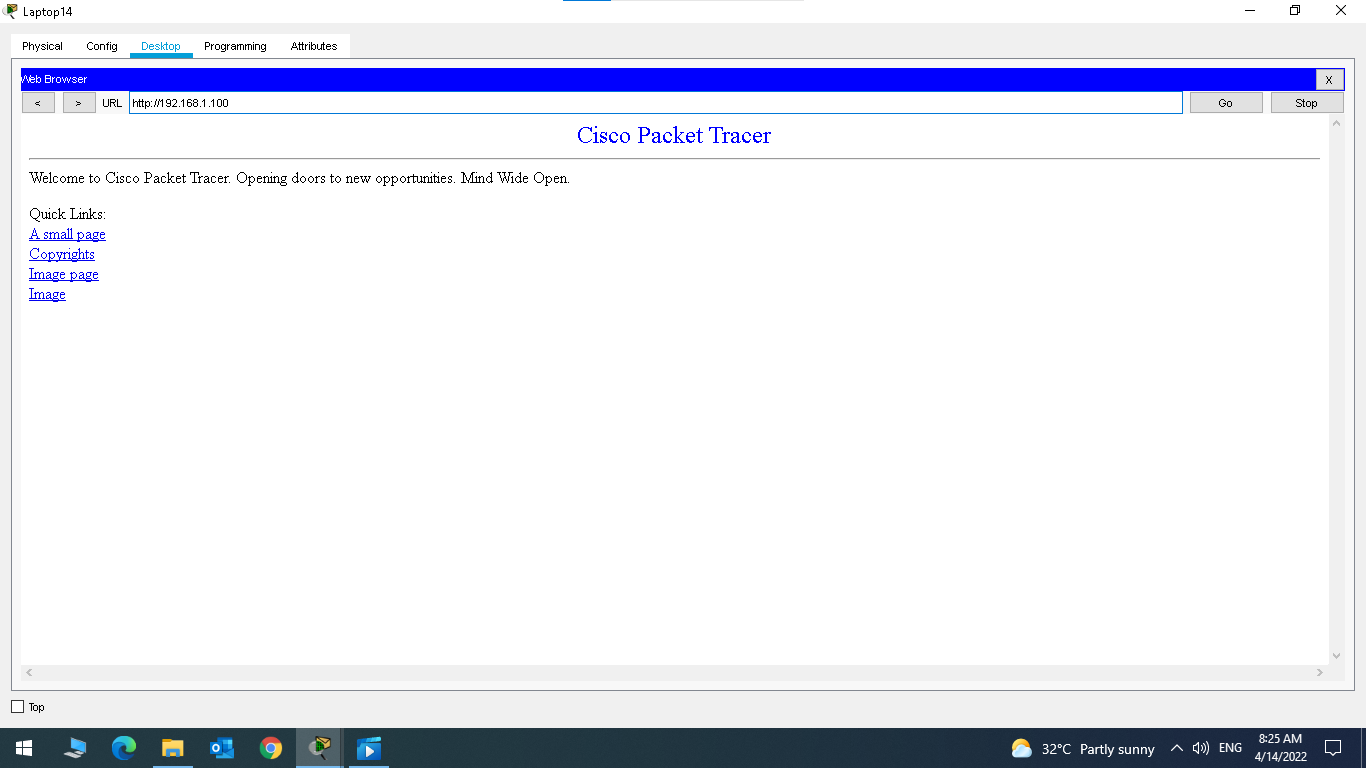 Laptop14
Physical Config Desktop Programming Attributes
Web Browser X
< > URL http://192.168.1.100 Go Stop
Cisco Packet Tracer
Welcome to Cisco Packet Tracer. Opening doors to new opportunities. Mind Wide Open.
Quick Links:
A small page
Copyrights
Image page
Image
Top
32°C Partly sunny ENG 8:25 AM
4/14/2022